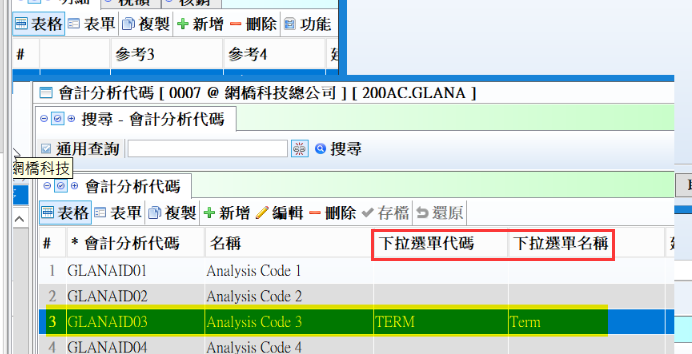 明細 稅額 核銷
表格 表單 複製 新增 刪除 功能
# 參考3 參考4
會計分析代碼 [ 0007 @ 網橋科技總公司 ] [ 200AC.GLANA ]
搜尋 - 會計分析代碼
通用查詢 搜尋
網橋科技
會計分析代碼
表格 表單 複製 新增 編輯 刪除 存檔 還原
# * 會計分析代碼 名稱 下拉選單代碼 下拉選單名稱
1 GLANAID01 Analysis Code 1
2 GLANAID02 Analysis Code 2
3 GLANAID03 Analysis Code 3 TERM Term
4 GLANAID04 Analysis Code 4